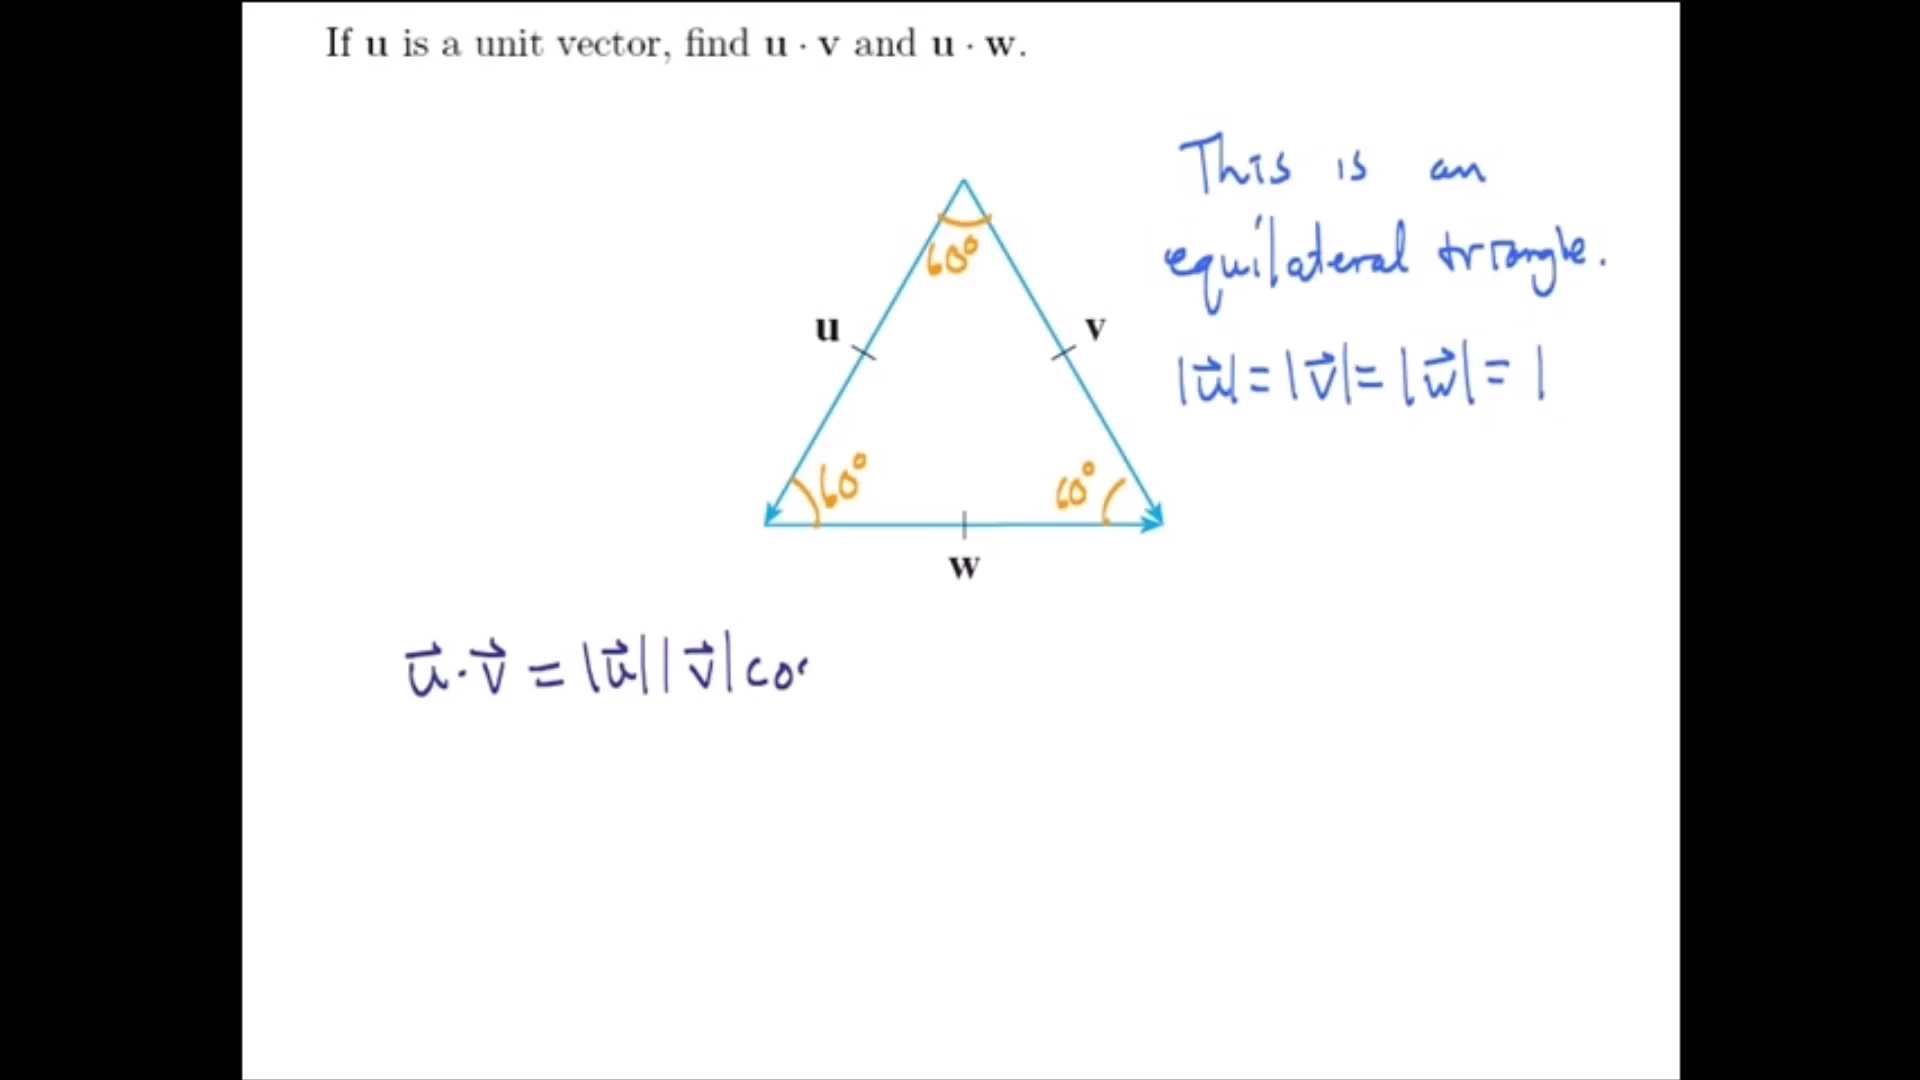 If u is a unit vector, find u · v and u · w.
This is an
equilateral triangle.
|u⃗| = |v⃗| = |w⃗| = 1
60°
u
v
60°
60°
w
u⃗ · v⃗ = |u⃗| |v⃗| co